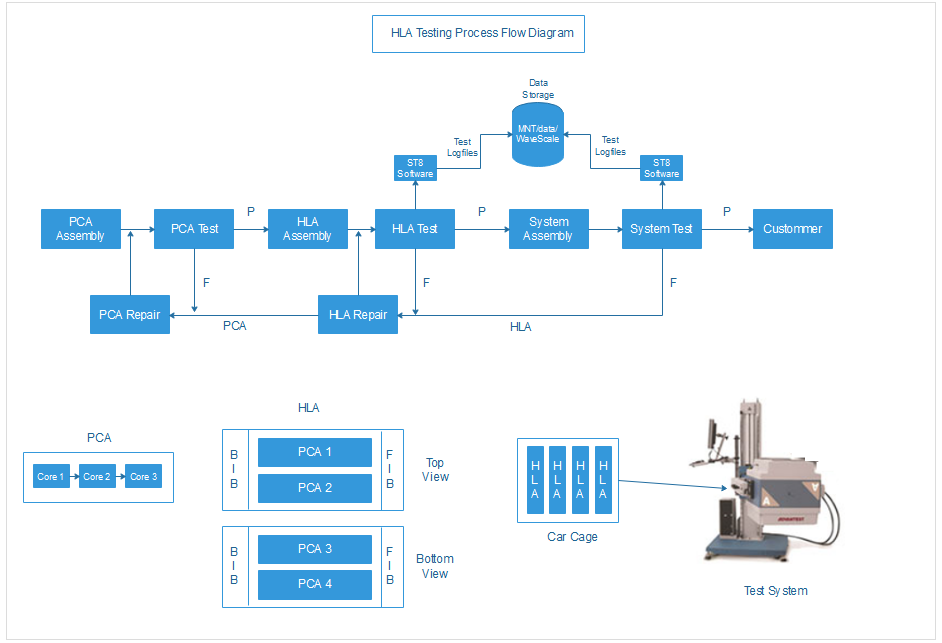 HLA Testing Process Flow Diagram
Data
Storage
MNT/data/
WaveScale
Test
Logfiles
Test
Logfiles
ST8
Software
ST8
Software
PCA
Assembly
PCA Test
P
HLA
Assembly
HLA Test
P
System
Assembly
System Test
P
Custommer
F
F
F
PCA Repair
PCA
HLA Repair
HLA
PCA
Core 1
Core 2
Core 3
HLA
B
I
B
PCA 1
PCA 2
F
I
B
Top
View
B
I
B
PCA 3
PCA 4
F
I
B
Bottom
View
H
L
A
H
L
A
H
L
A
H
L
A
Car Cage
A
ADVANTEST
Test System